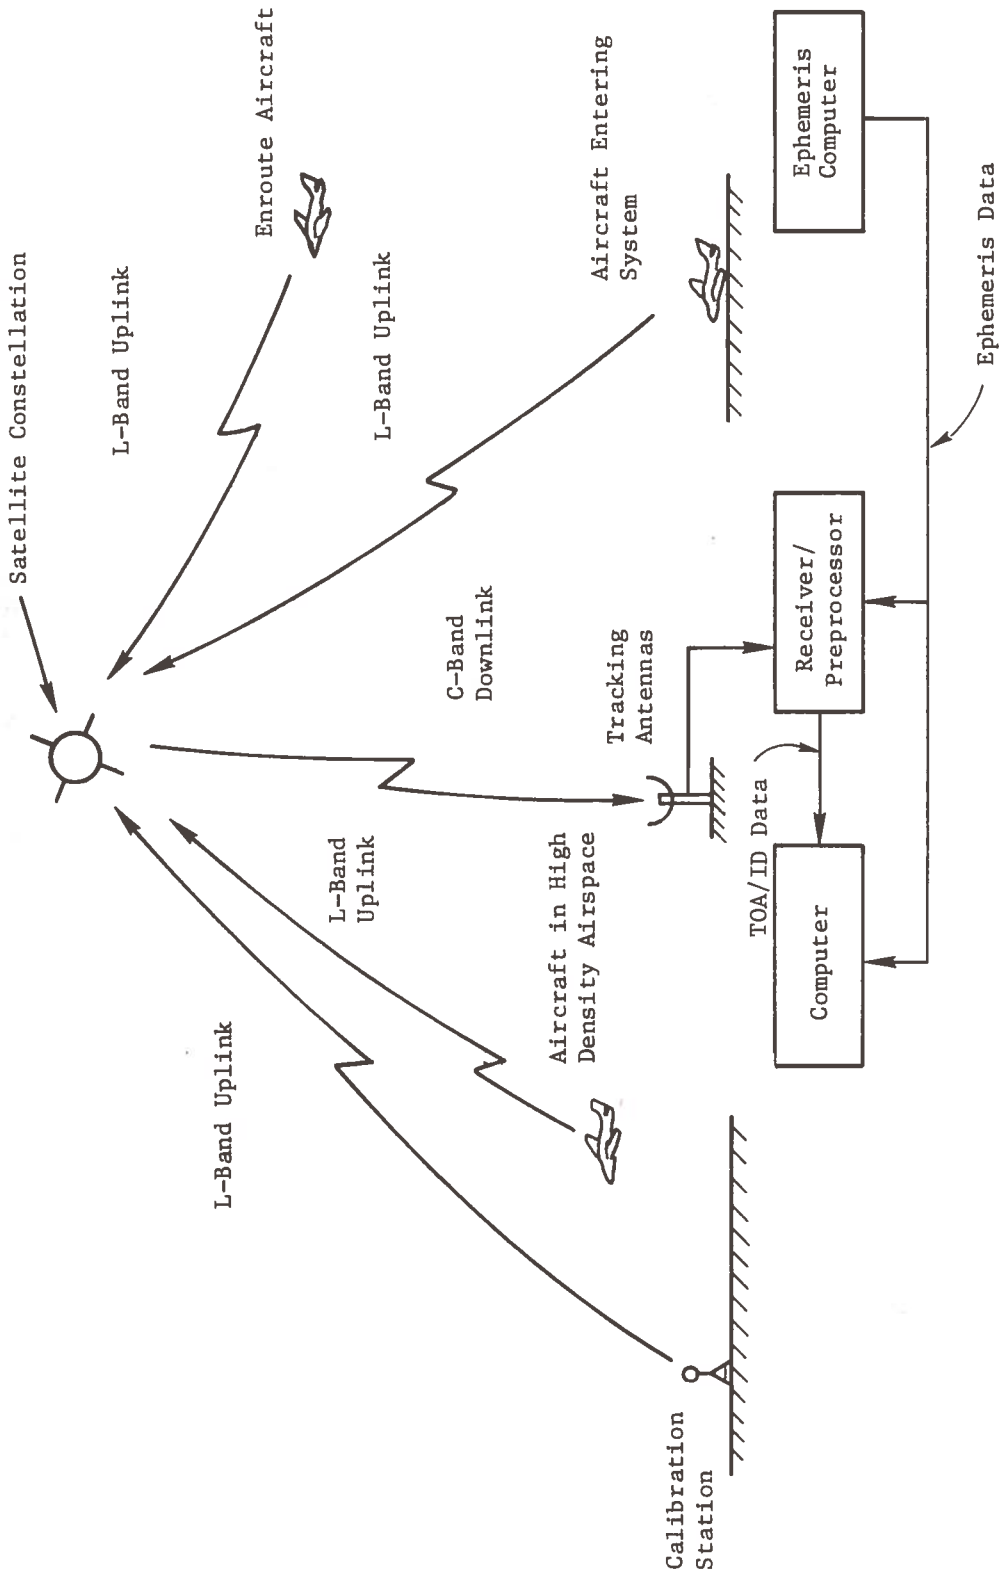 Satellite Constellation
L-Band Uplink
Enroute Aircraft
L-Band Uplink
L-Band Uplink
L-Band
Uplink
C-Band
Downlink
Aircraft Entering
System
Aircraft in High
Density Airspace
Tracking
Antennas
Calibration
Station
TOA/ID Data
Computer
Receiver/
Preprocessor
Ephemeris
Computer
Ephemeris Data